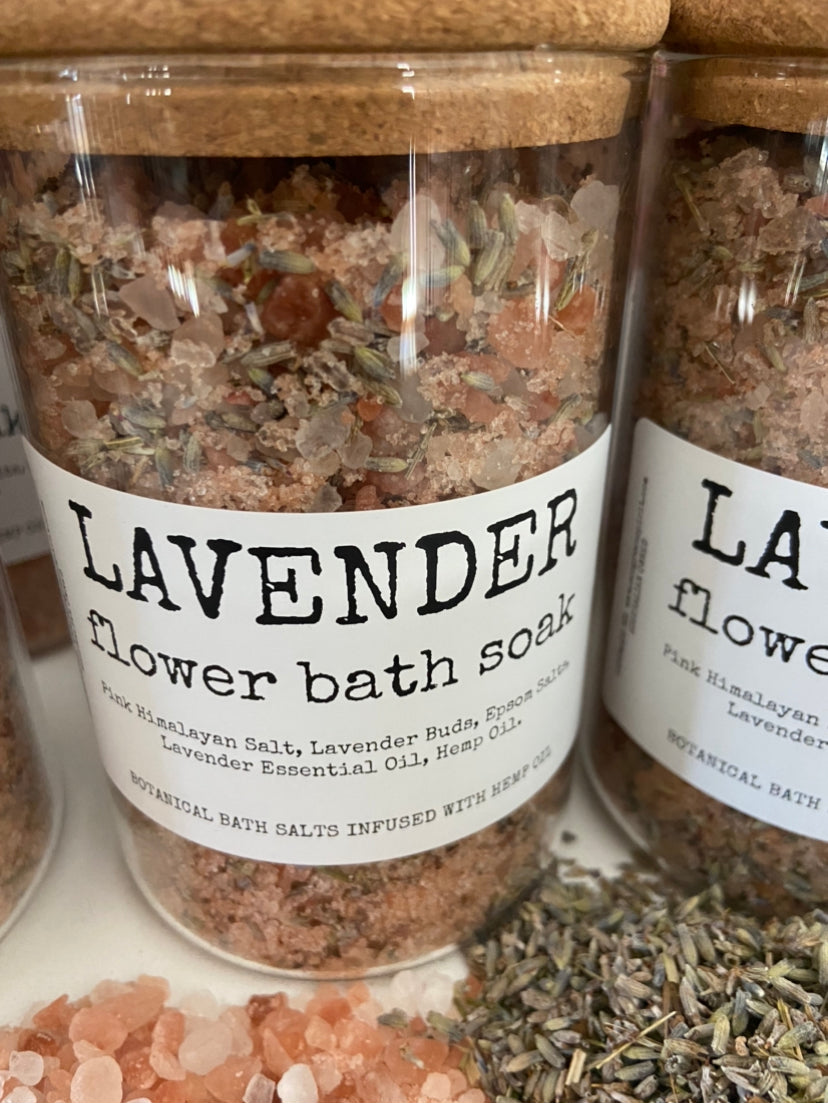 LAVENDER
flower bath soak
Pink Himalayan Salt, Lavender Buds, Epsom Salts
Lavender Essential Oil, Hemp Oil.
BOTANICAL BATH SALTS INFUSED WITH HEMP OIL
LA
flowe
Pink Himalayan
Lavender
BOTANICAL BATH